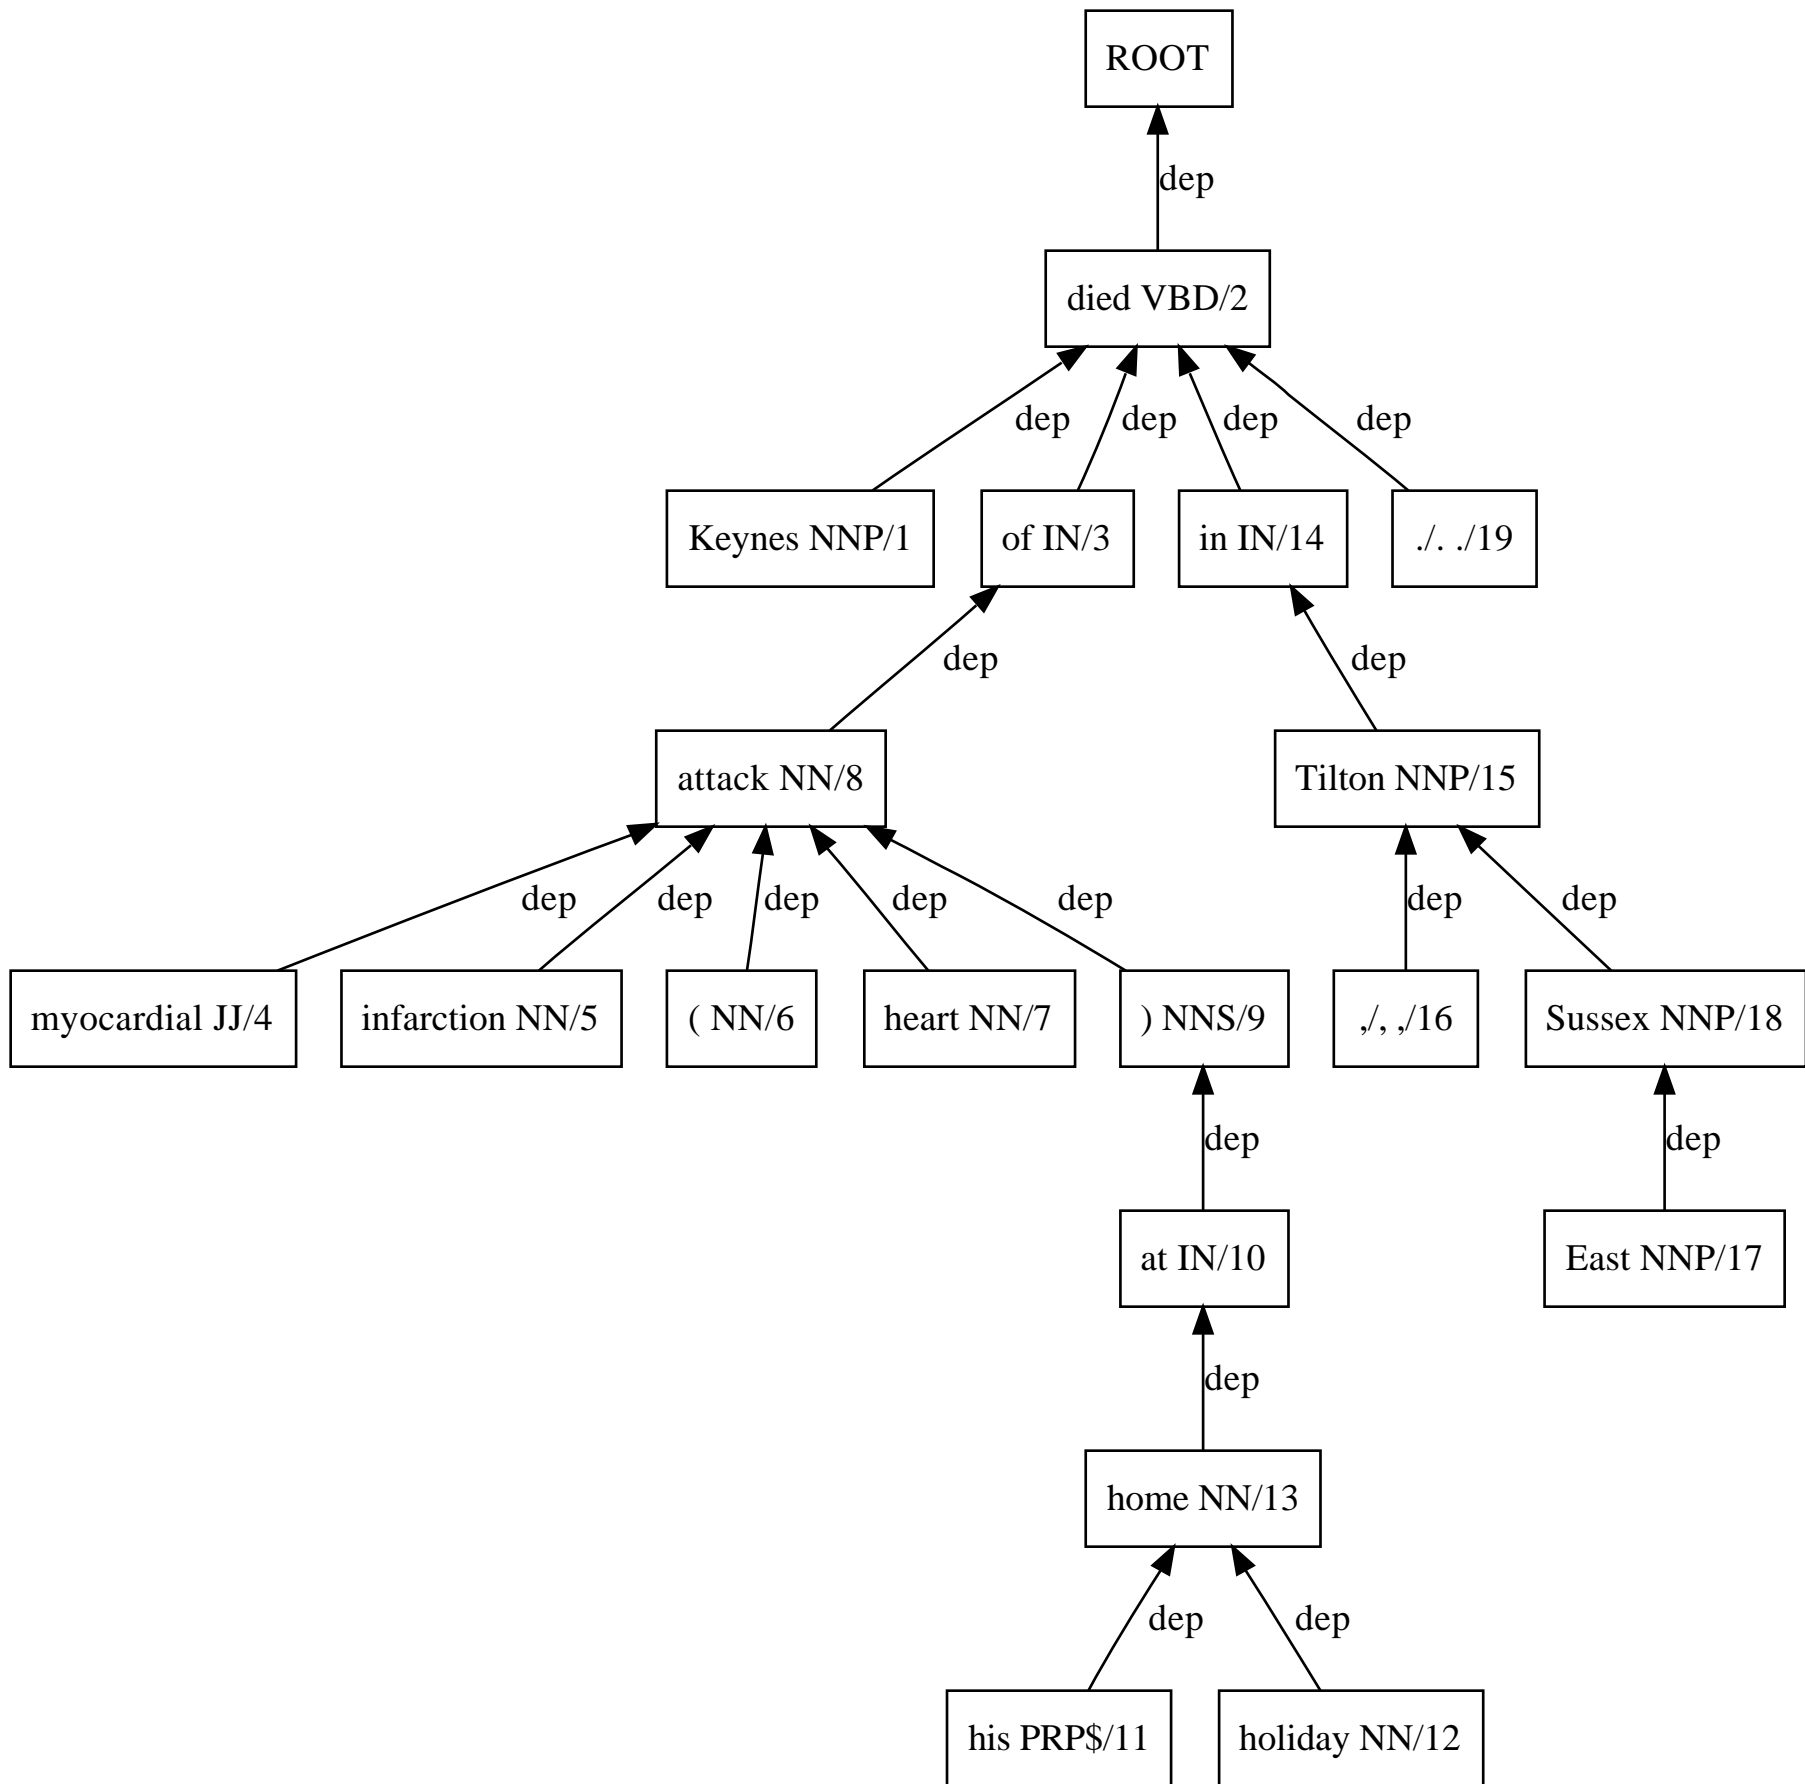 ROOT
dep
died VBD/2
dep dep dep dep
Keynes NNP/1 of IN/3 in IN/14 ./. ./19
dep dep
attack NN/8 Tilton NNP/15
dep dep dep dep dep dep dep
myocardial JJ/4 infarction NN/5 ( NN/6 heart NN/7 ) NNS/9 ,/, ,/16 Sussex NNP/18
dep dep
at IN/10 East NNP/17
dep
home NN/13
dep dep
his PRP$/11 holiday NN/12